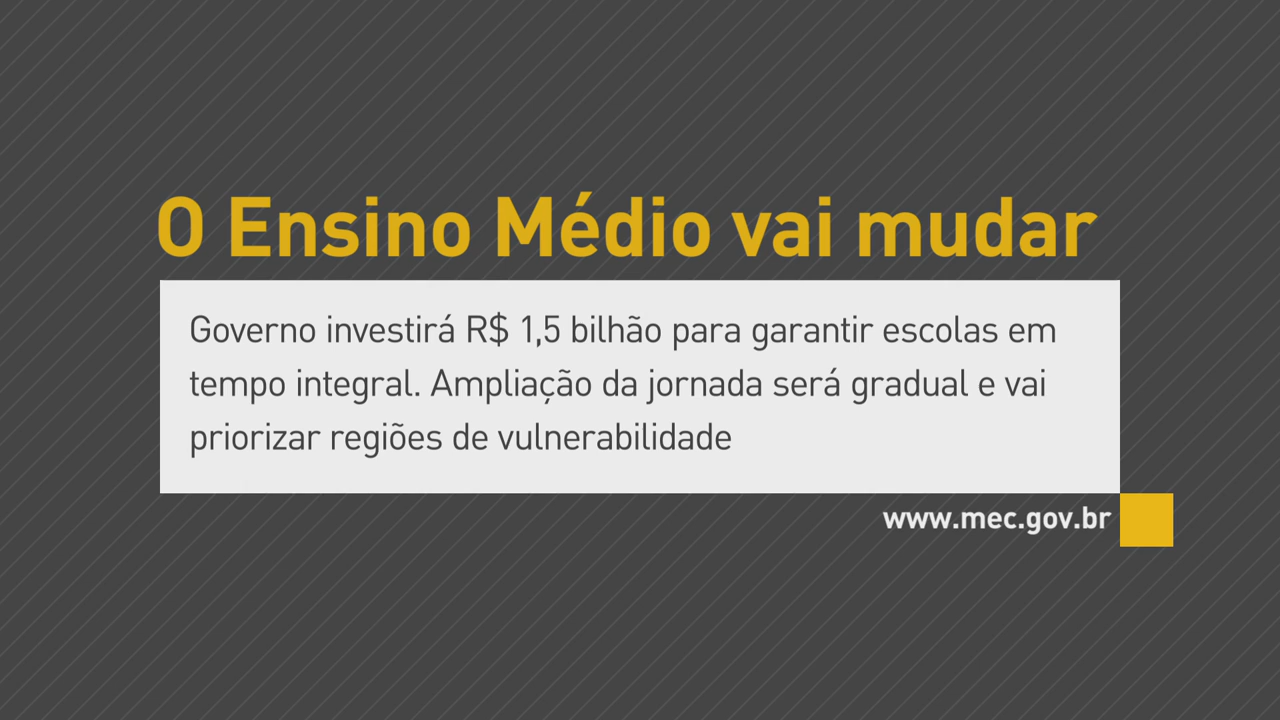 O Ensino Médio vai mudar
Governo investirá R$ 1,5 bilhão para garantir escolas em
tempo integral. Ampliação da jornada será gradual e vai
priorizar regiões de vulnerabilidade
www.mec.gov.br